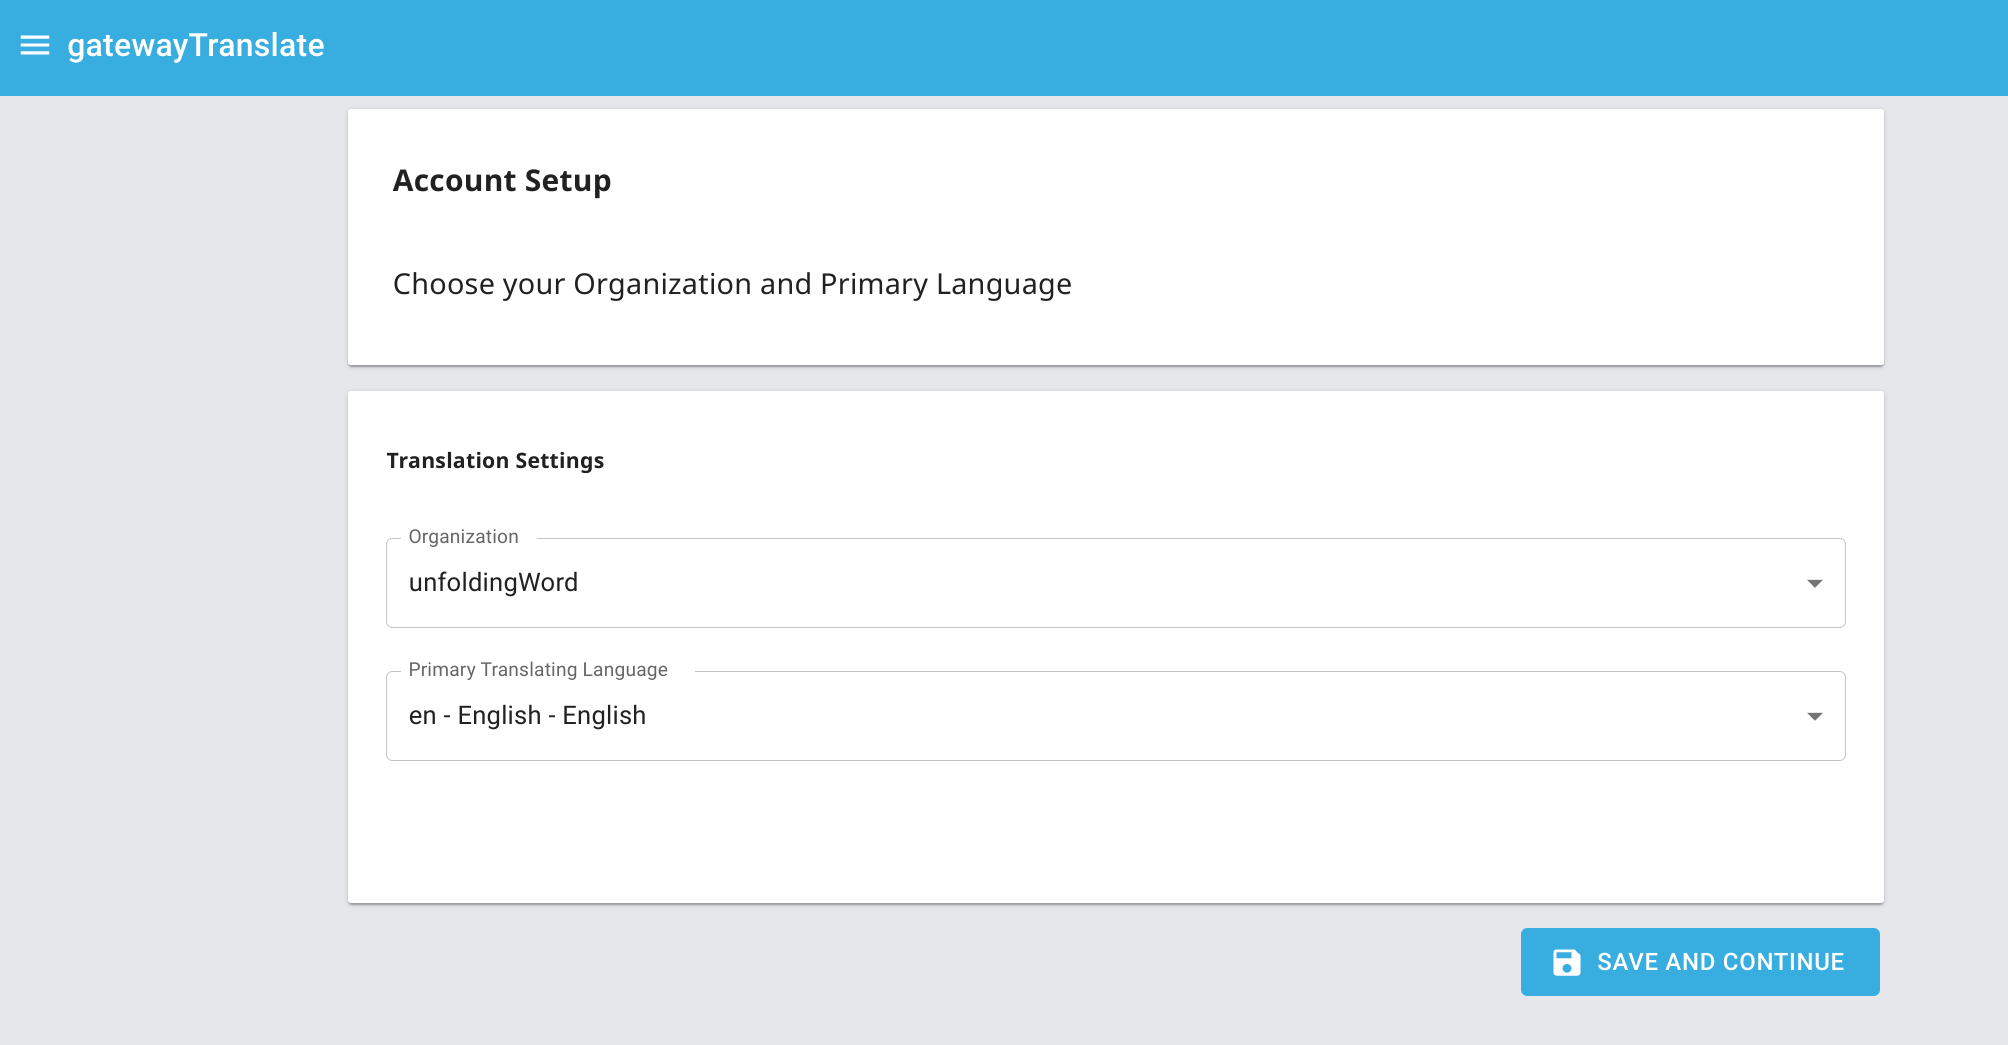 gatewayTranslate
Account Setup
Choose your Organization and Primary Language
Translation Settings
Organization
unfoldingWord
Primary Translating Language
en - English - English
SAVE AND CONTINUE